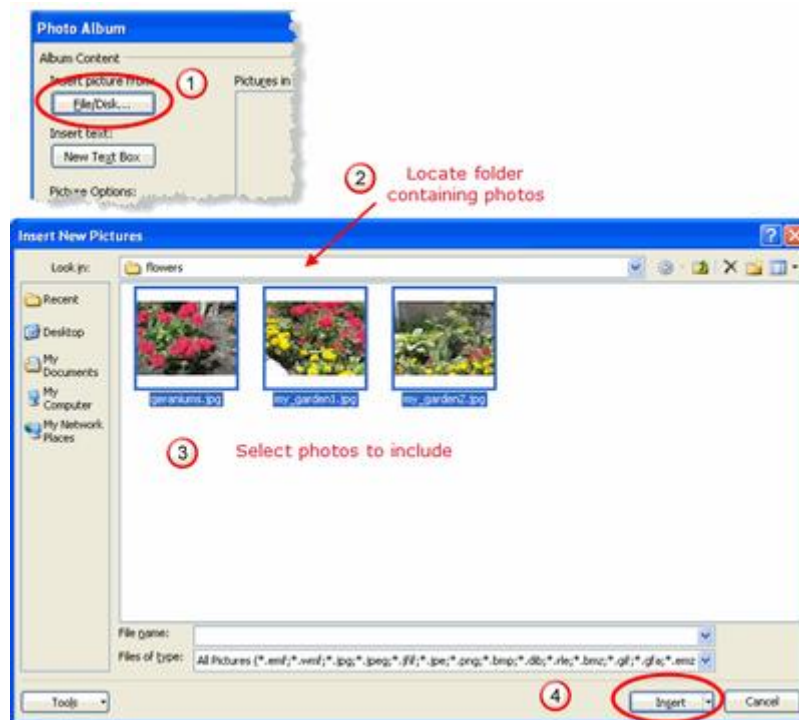 Photo Album
Album Content
Insert picture from:
1
Pictures in
File/Disk...
Insert text:
New Text Box
Picture Options:
2
Locate folder
containing photos
Insert New Pictures
Look in:
flowers
Recent
Desktop
My
Documents
My
Computer
My Network
Places
geraniums.jpg
my_garden1.jpg
my_garden2.jpg
3
Select photos to include
File name:
Files of type:
All Pictures (*.emf;*.wmf;*.jpg;*.jpeg;*.jfif;*.jpe;*.png;*.bmp;*.dib;*.rle;*.bmz;*.gif;*.gfa;*.emz
4
Tools
Insert
Cancel